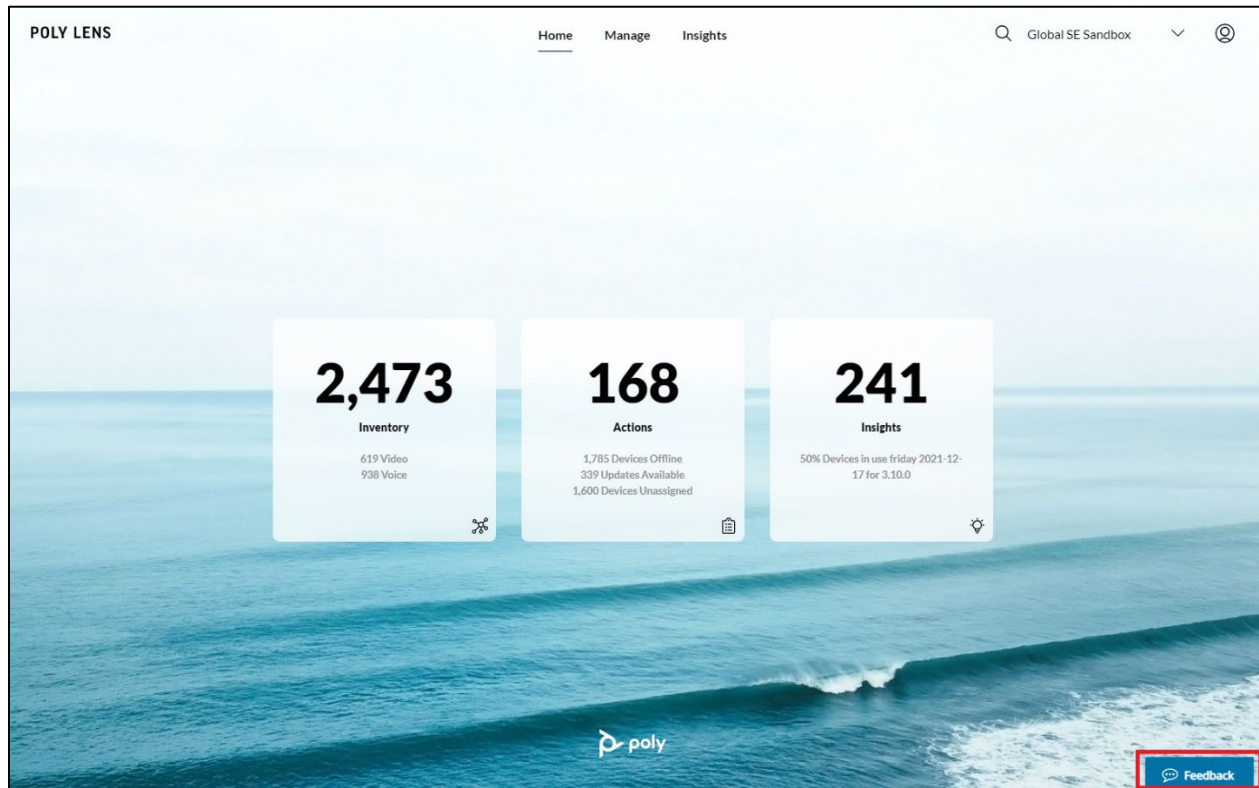 POLY LENS
Home Manage Insights
Global SE Sandbox
2,473
Inventory
619 Video
938 Voice
168
Actions
1,785 Devices Offline
339 Updates Available
1,600 Devices Unassigned
241
Insights
50% Devices in use friday 2021-12-
17 for 3.10.0
poly
Feedback